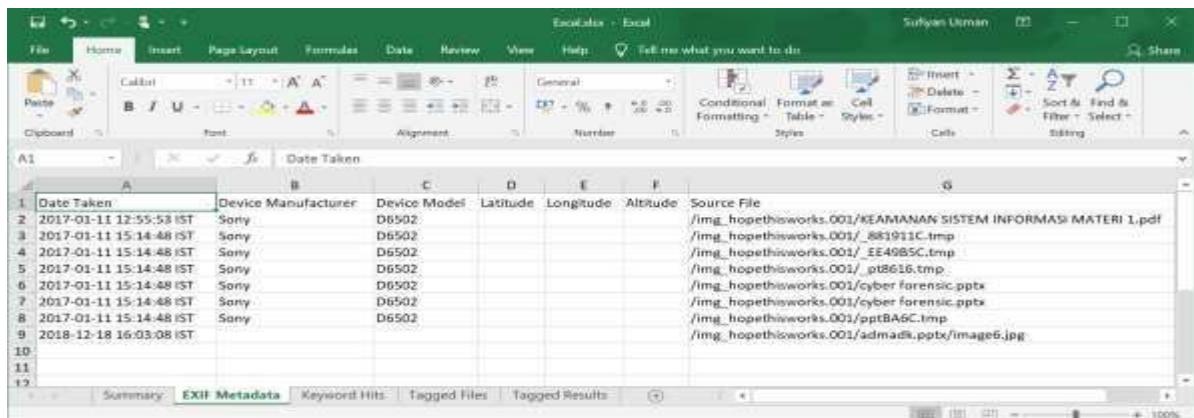 Excel.xlsx - Excel
Sufiyan Usman
File Home Insert Page Layout Formulas Data Review View Help Tell me what you want to do Share
Paste
Calibri 11 A A
General
Conditional Formatting
Format as Table
Cell Styles
Insert
Delete
Format
Sort & Filter
Find & Select
B I U A
Clipboard Font Alignment Number Styles Cells Editing
A1 fx Date Taken
A B C D E F G
1 Date Taken Device Manufacturer Device Model Latitude Longitude Altitude Source File
2 2017-01-11 12:55:53 IST Sony D6502 /img_hopethisworks.001/KEAMANAN SISTEM INFORMASI MATERI 1.pdf
3 2017-01-11 15:14:48 IST Sony D6502 /img_hopethisworks.001/_881911C.tmp
4 2017-01-11 15:14:48 IST Sony D6502 /img_hopethisworks.001/_EE49B5C.tmp
5 2017-01-11 15:14:48 IST Sony D6502 /img_hopethisworks.001/_pt8616.tmp
6 2017-01-11 15:14:48 IST Sony D6502 /img_hopethisworks.001/cyber forensic.pptx
7 2017-01-11 15:14:48 IST Sony D6502 /img_hopethisworks.001/cyber forensic.pptx
8 2017-01-11 15:14:48 IST Sony D6502 /img_hopethisworks.001/pptBA6C.tmp
9 2018-12-18 16:03:08 IST /img_hopethisworks.001/admadk.pptx/image6.jpg
10
11
12
Summary EXIF Metadata Keyword Hits Tagged Files Tagged Results
100%